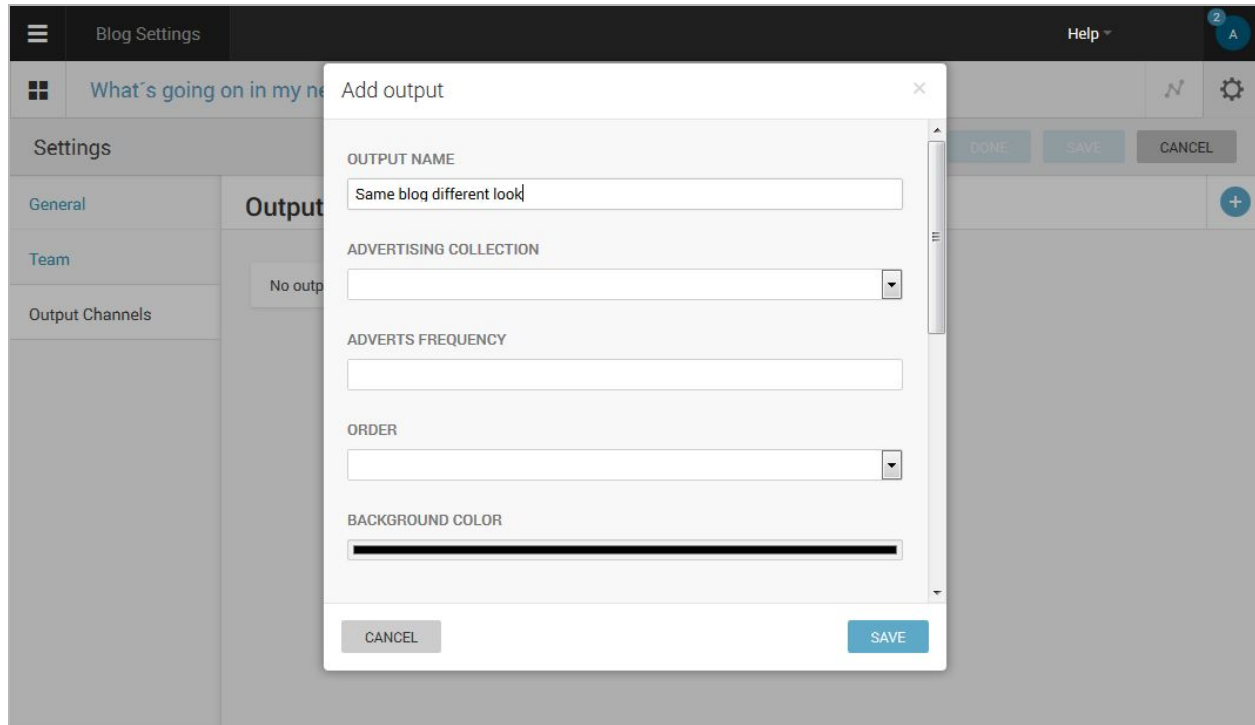 Blog Settings
Help
2
A
What´s going on in my ne
Add output
×
Settings
DONE
SAVE
CANCEL
OUTPUT NAME
Same blog different look
General
Output
ADVERTISING COLLECTION
Team
No outp
Output Channels
ADVERTS FREQUENCY
ORDER
BACKGROUND COLOR
CANCEL
SAVE